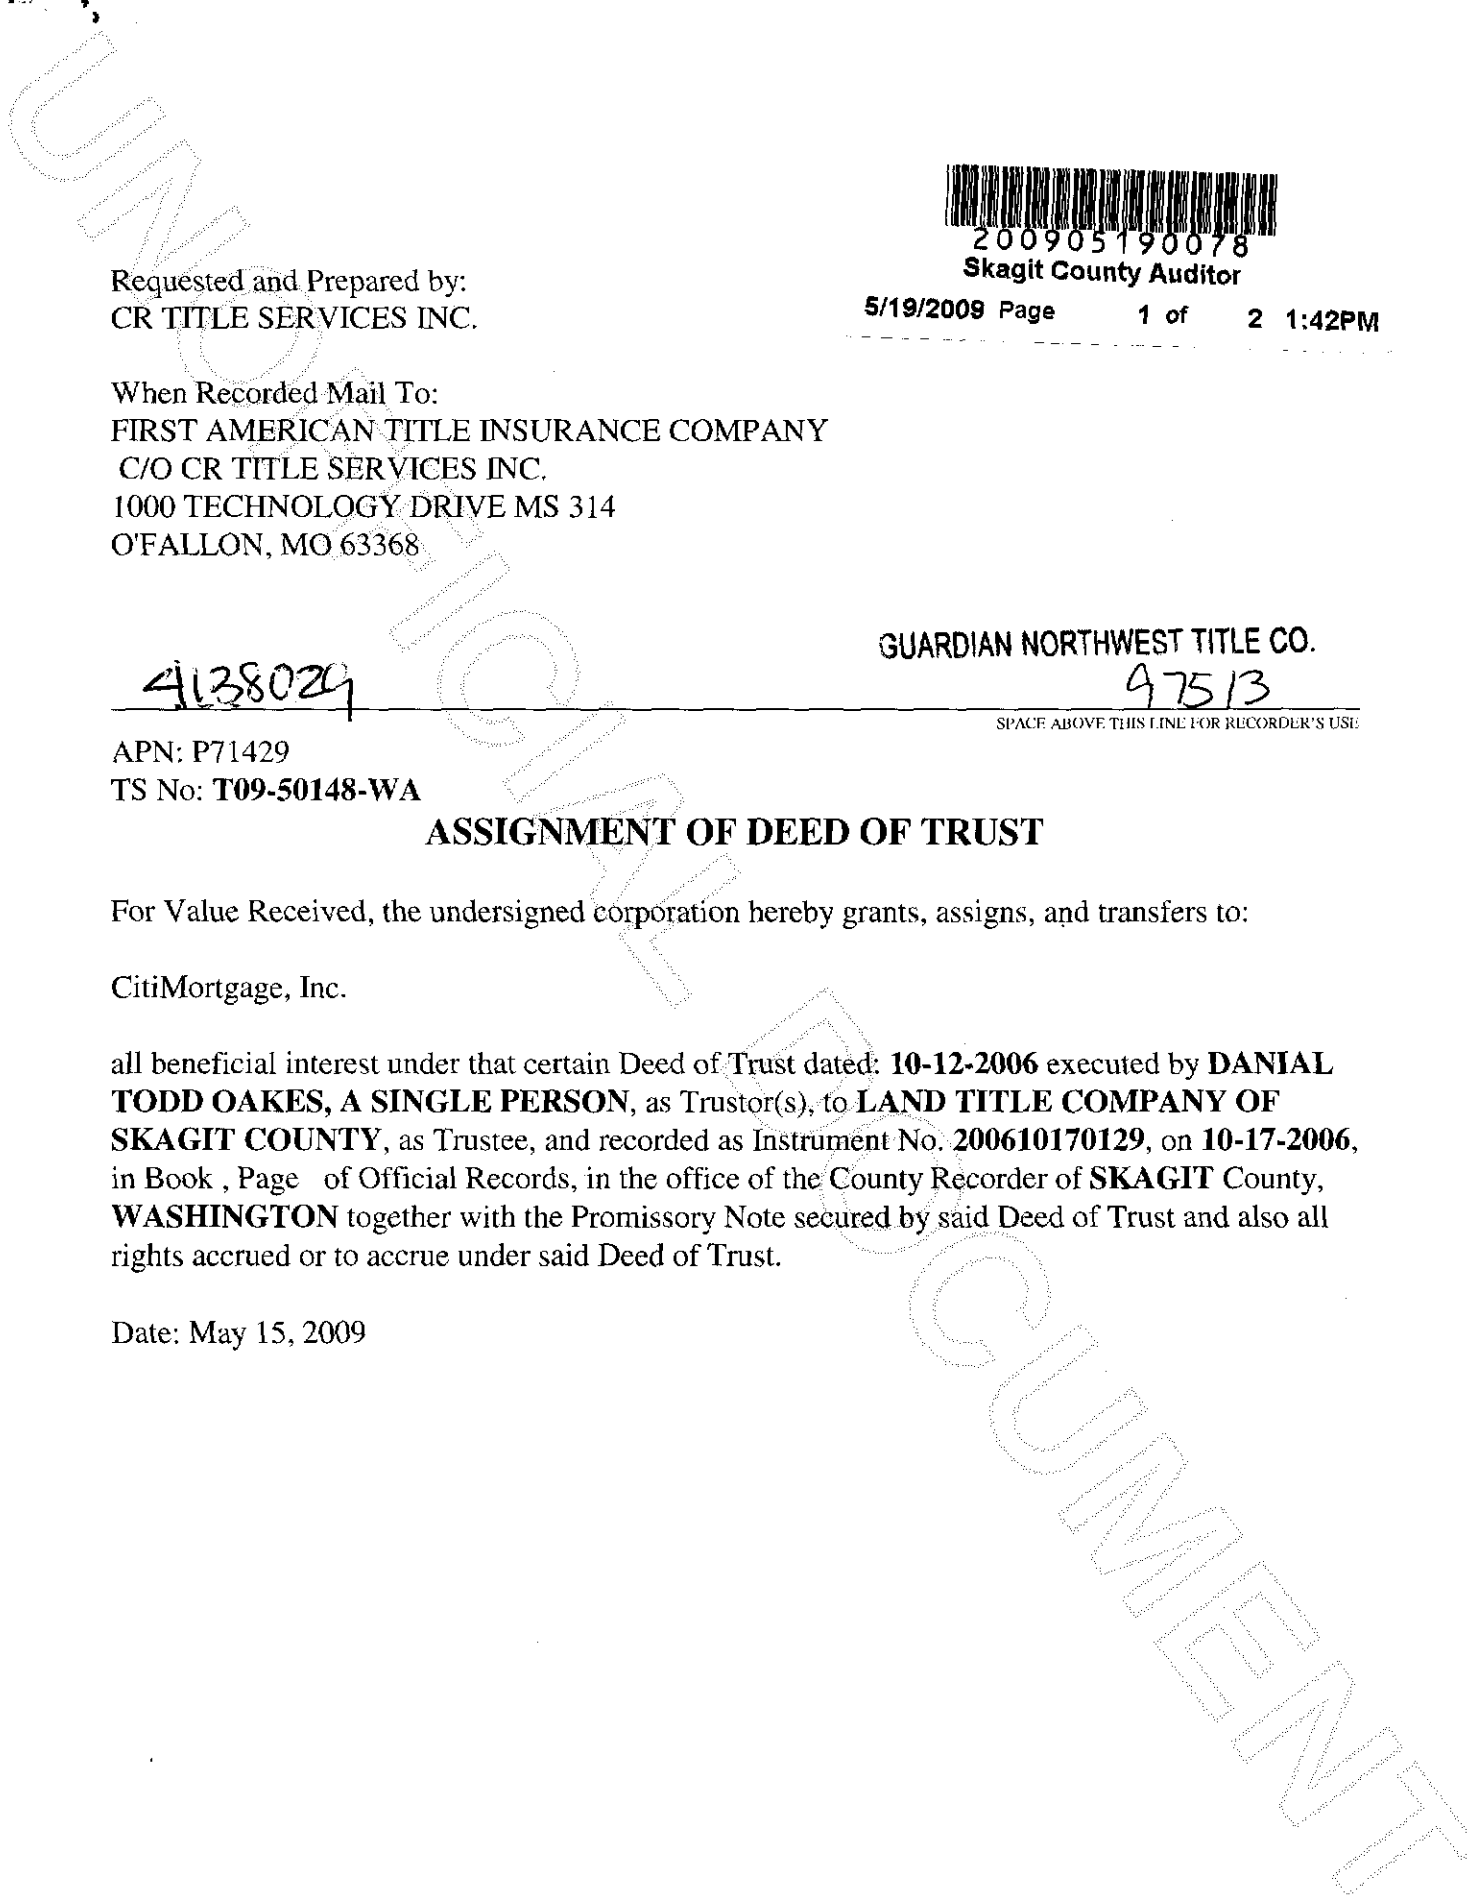 200905190078
Skagit County Auditor
5/19/2009 Page 1 of 2 1:42PM
Requested and Prepared by:
CR TITLE SERVICES INC.
When Recorded Mail To:
FIRST AMERICAN TITLE INSURANCE COMPANY
C/O CR TITLE SERVICES INC.
1000 TECHNOLOGY DRIVE MS 314
O'FALLON, MO 63368
GUARDIAN NORTHWEST TITLE CO.
4138029
97513
SPACE ABOVE THIS LINE FOR RECORDER'S USE
APN: P71429
TS No: T09-50148-WA
ASSIGNMENT OF DEED OF TRUST
For Value Received, the undersigned corporation hereby grants, assigns, and transfers to:
CitiMortgage, Inc.
all beneficial interest under that certain Deed of Trust dated: 10-12-2006 executed by DANIAL
TODD OAKES, A SINGLE PERSON, as Trustor(s), to LAND TITLE COMPANY OF
SKAGIT COUNTY, as Trustee, and recorded as Instrument No. 200610170129, on 10-17-2006,
in Book , Page of Official Records, in the office of the County Recorder of SKAGIT County,
WASHINGTON together with the Promissory Note secured by said Deed of Trust and also all
rights accrued or to accrue under said Deed of Trust.
Date: May 15, 2009
UNOFFICIAL DOCUMENT